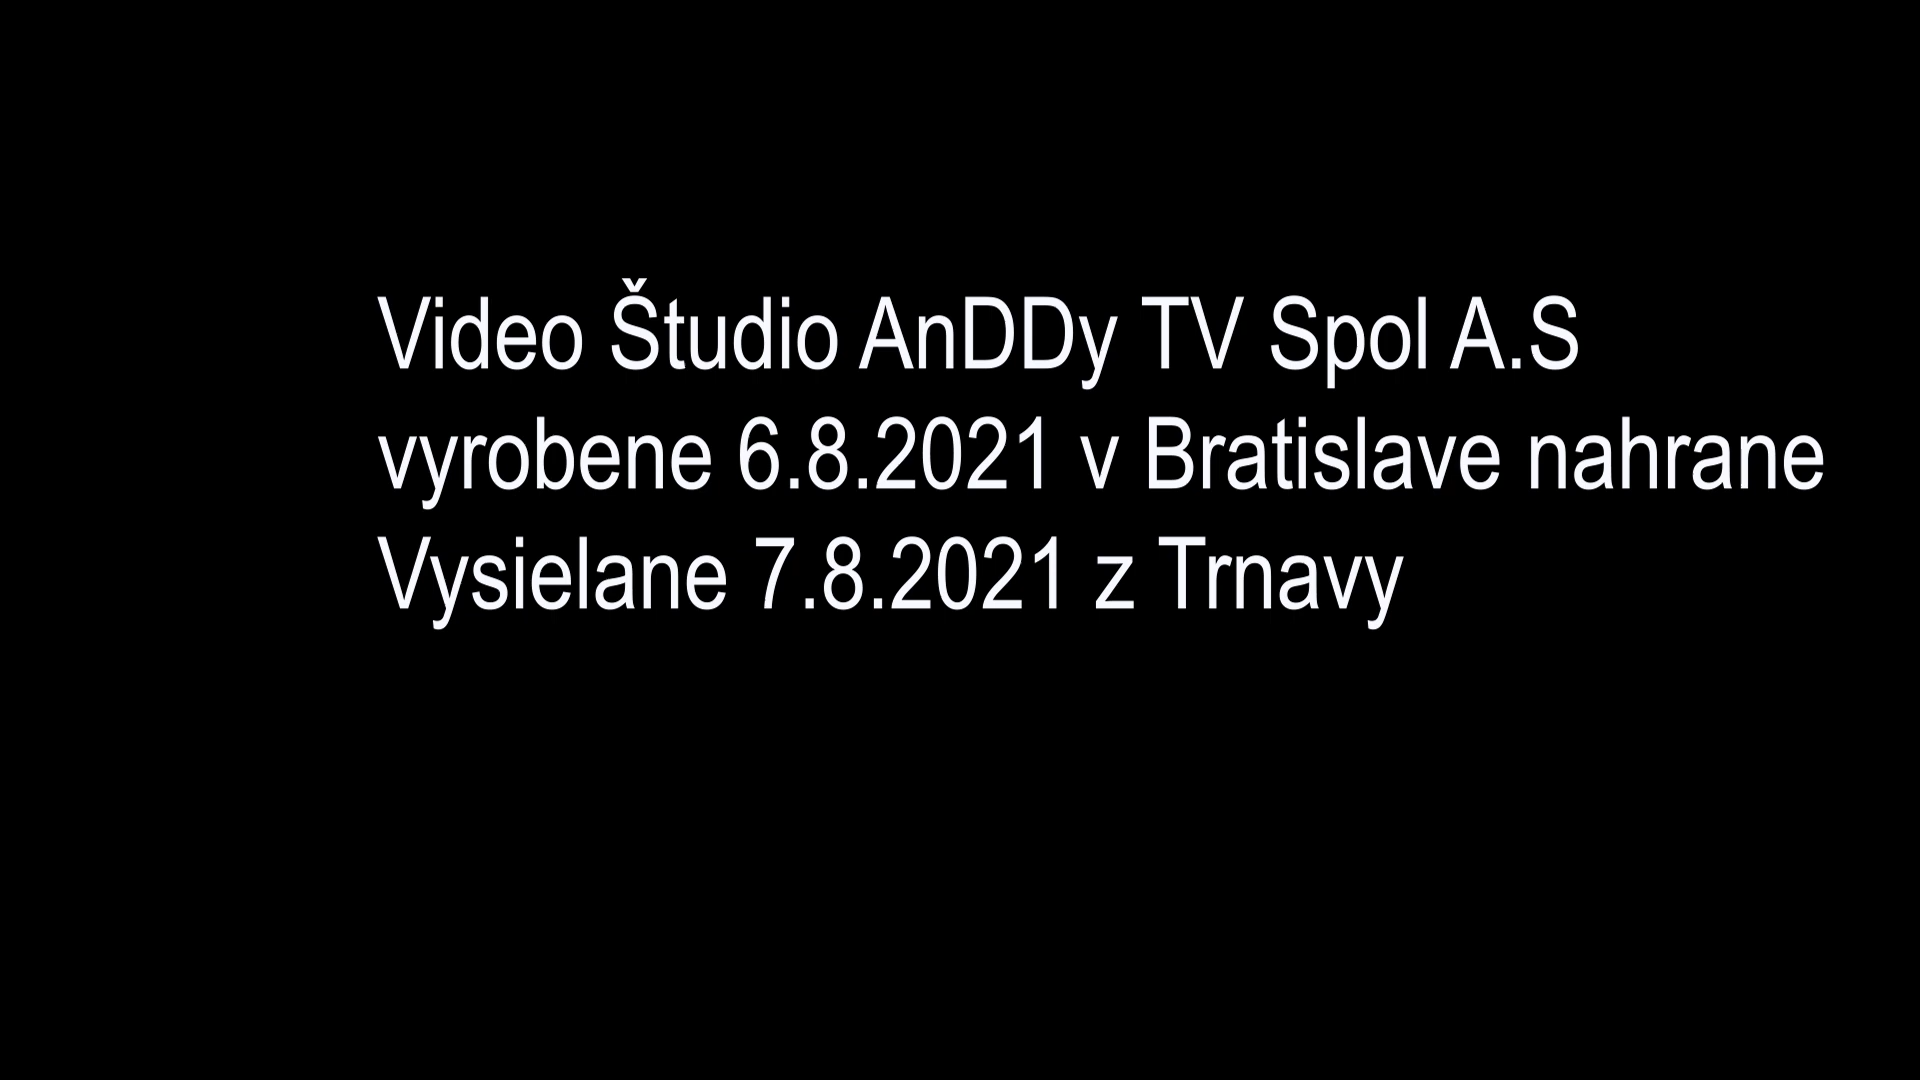 Video Študio AnDDy TV Spol A.S
vyrobene 6.8.2021 v Bratislave nahrane
Vysielane 7.8.2021 z Trnavy